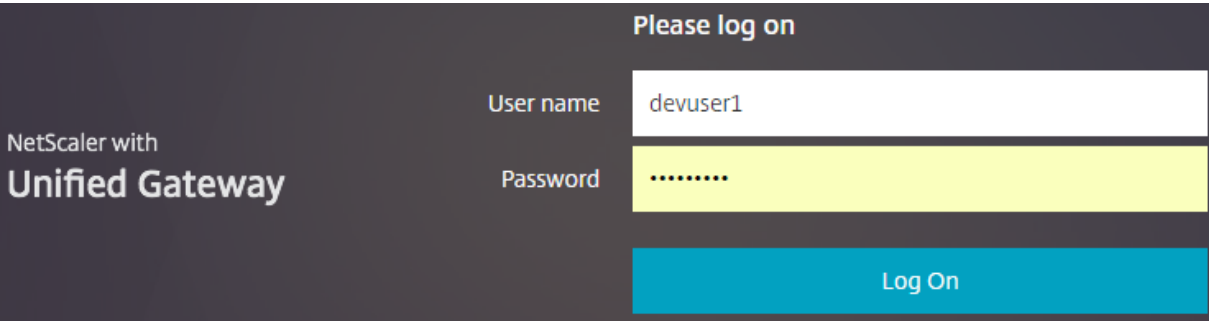 Please log on
User name
devuser1
NetScaler with
Unified Gateway
Password
•••••••••
Log On